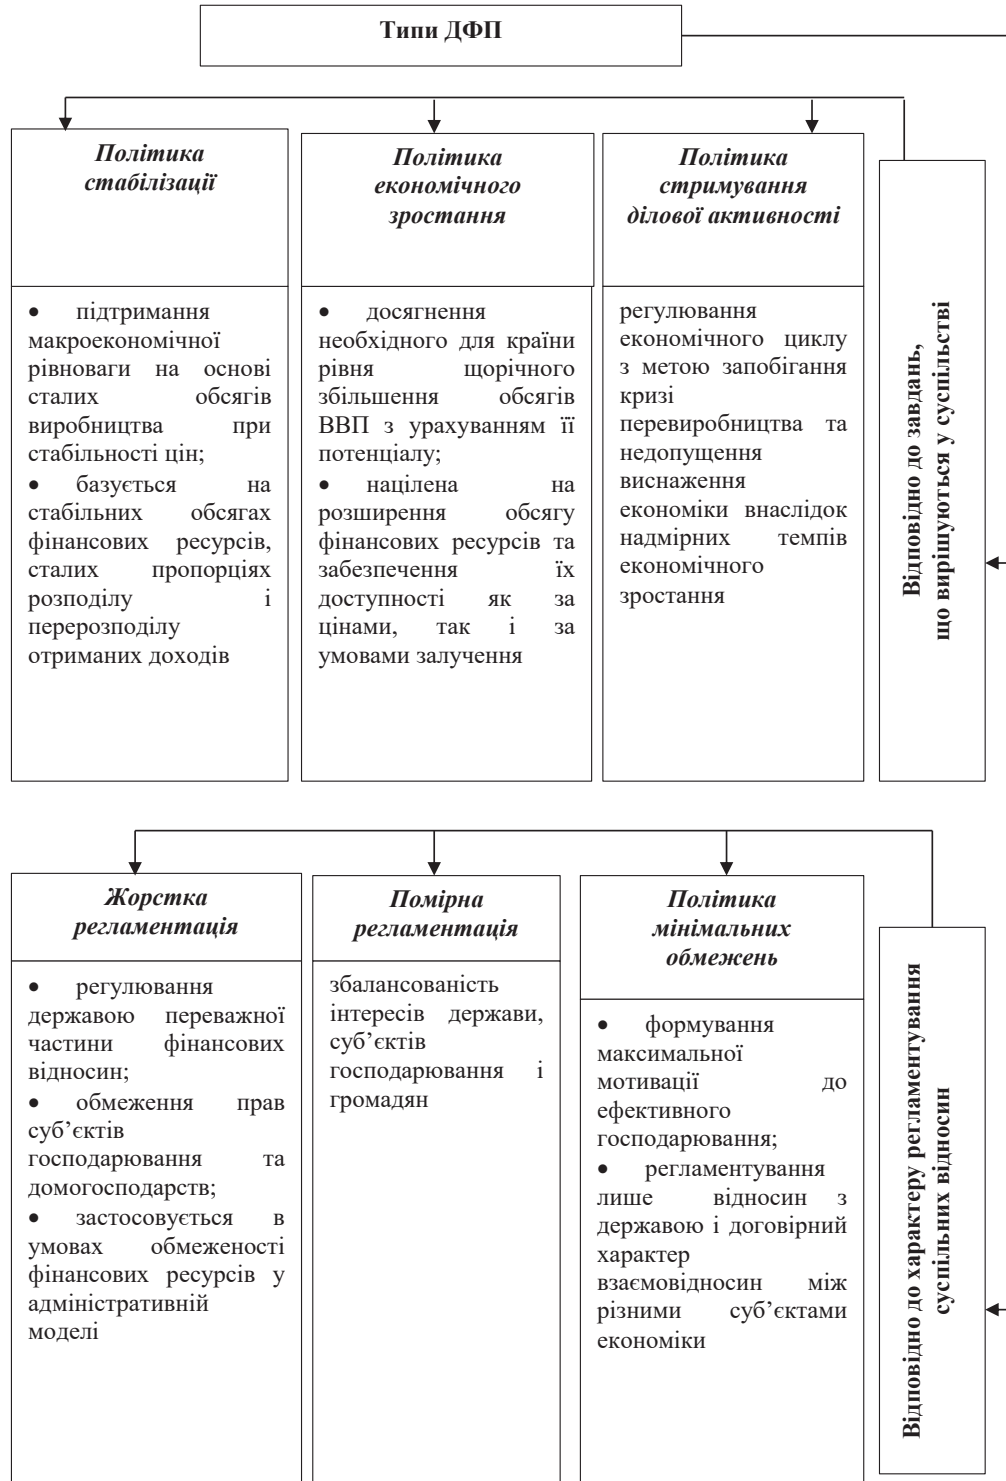 Типи ДФП
Політика
стабілізації
• підтримання
макроекономічної
рівноваги на основі
сталих обсягів
виробництва при
стабільності цін;
• базується на
стабільних обсягах
фінансових ресурсів,
сталих пропорціях
розподілу і
перерозподілу
отриманих доходів
Політика
економічного
зростання
• досягнення
необхідного для країни
рівня щорічного
збільшення обсягів
ВВП з урахуванням її
потенціалу;
• націлена на
розширення обсягу
фінансових ресурсів та
забезпечення їх
доступності як за
цінами, так і за
умовами залучення
Політика
стримування
ділової активності
регулювання
економічного циклу
з метою запобігання
кризі
перевиробництва та
недопущення
виснаження
економіки внаслідок
надмірних темпів
економічного
зростання
Відповідно до завдань,
що вирішуються у суспільстві
Жорстка
регламентація
• регулювання
державою переважної
частини фінансових
відносин;
• обмеження прав
суб’єктів
господарювання та
домогосподарств;
• застосовується в
умовах обмеженості
фінансових ресурсів у
адміністративній
моделі
Помірна
регламентація
збалансованість
інтересів держави,
суб’єктів
господарювання і
громадян
Політика
мінімальних
обмежень
• формування
максимальної
мотивації до
ефективного
господарювання;
• регламентування
лише відносин з
державою і договірний
характер
взаємовідносин між
різними суб’єктами
економіки
Відповідно до характеру регламентування
суспільних відносин